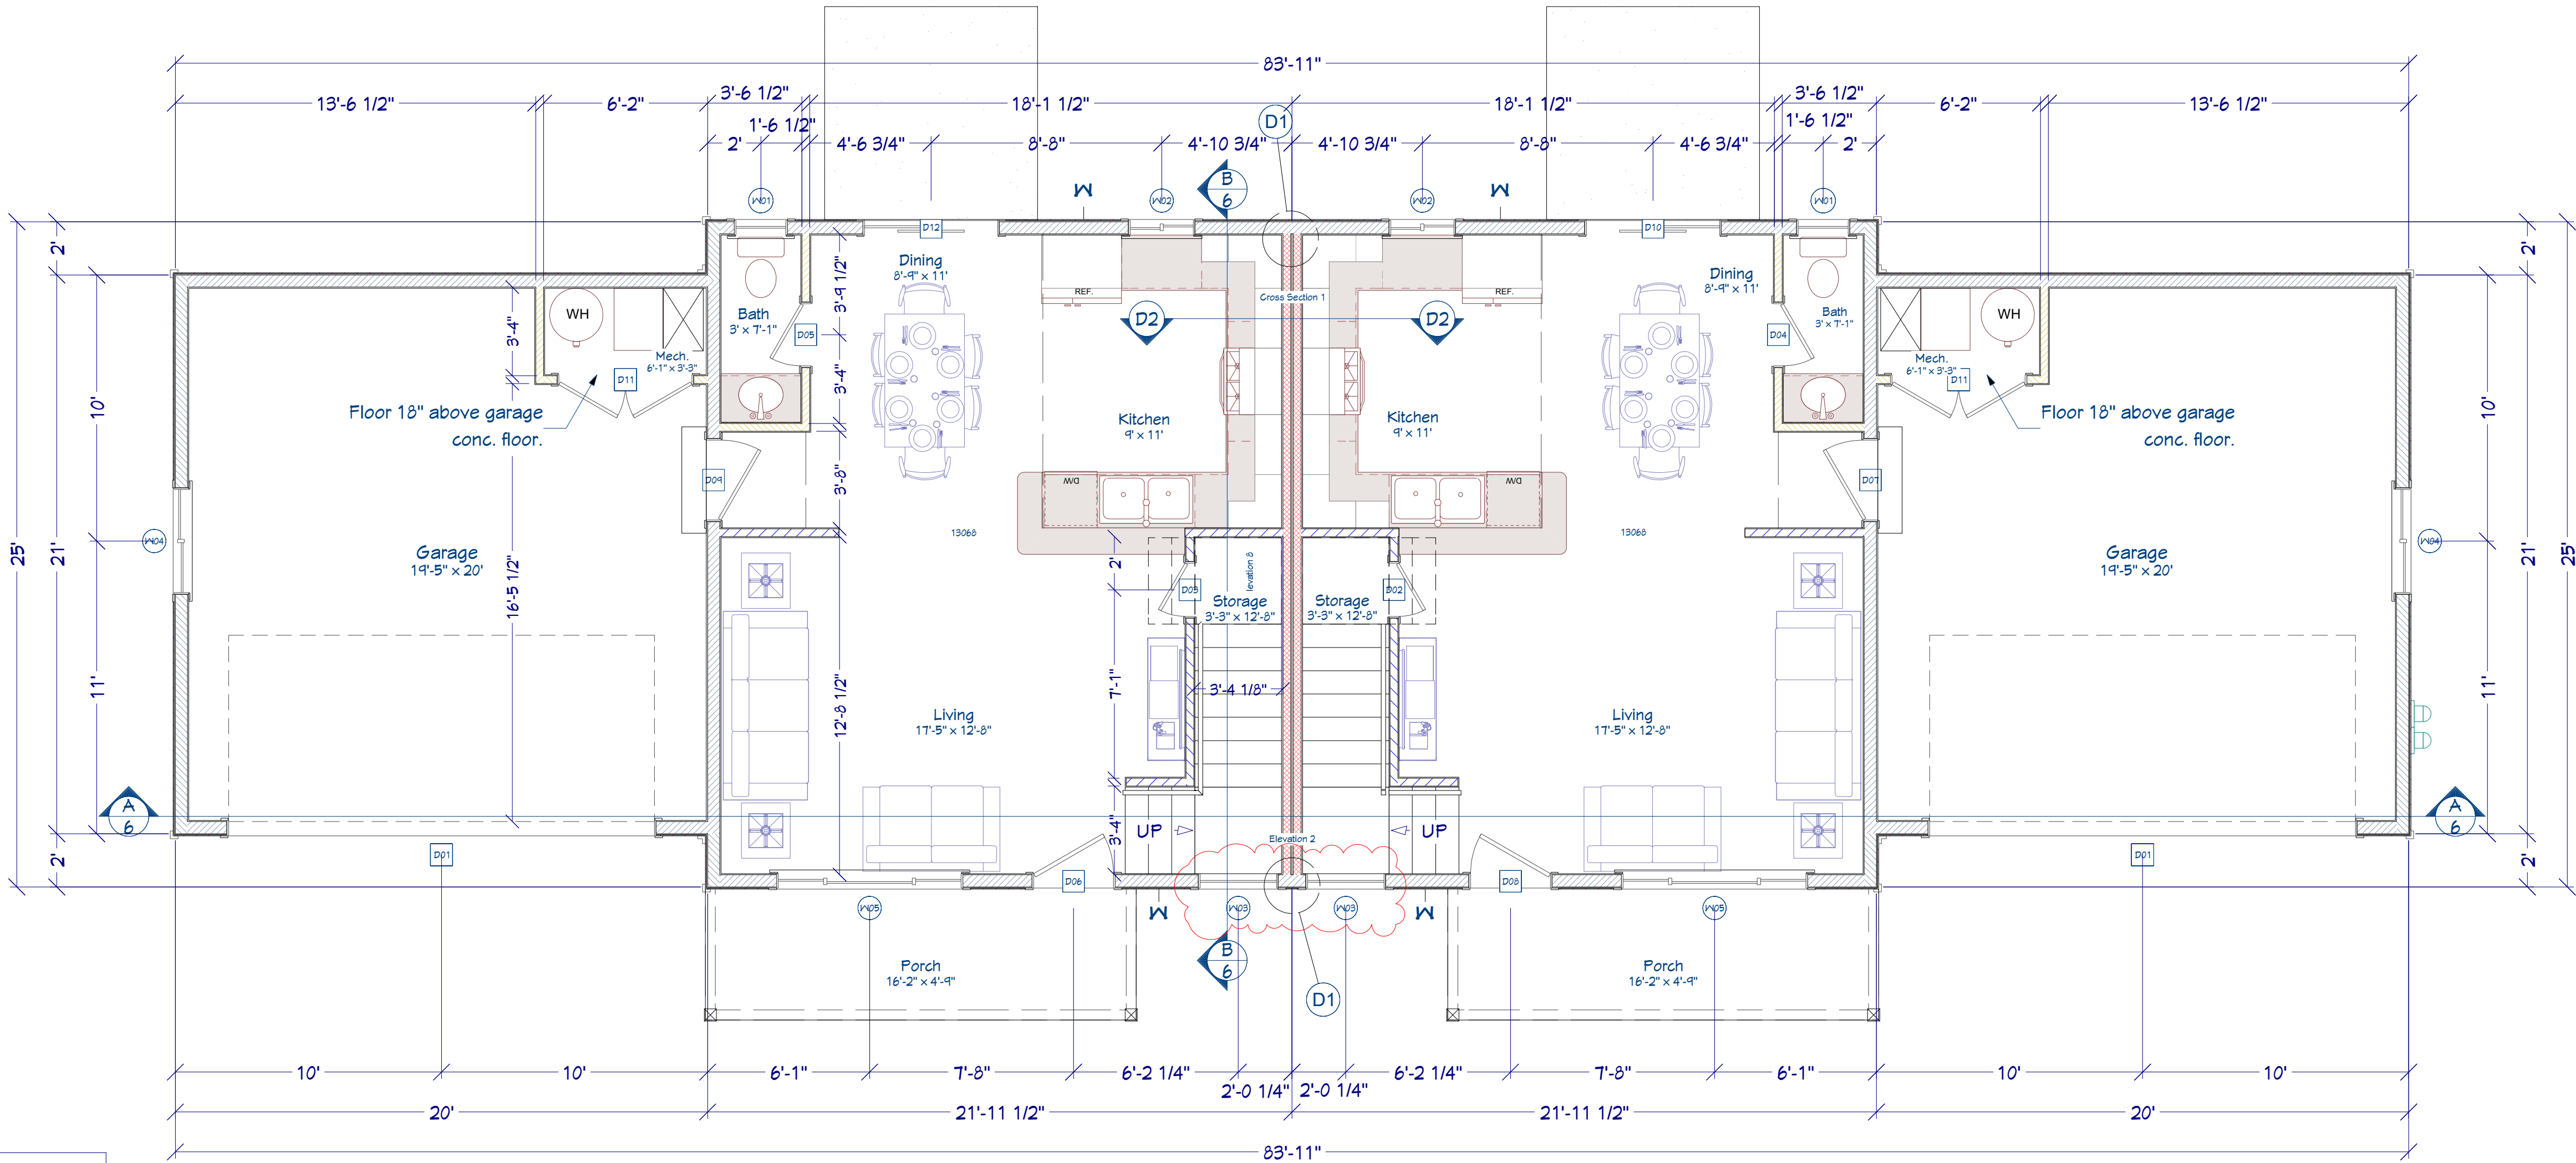 83'-11"
13'-6 1/2"
6'-2"
3'-6 1/2"
18'-1 1/2"
18'-1 1/2"
3'-6 1/2"
6'-2"
13'-6 1/2"
1'-6 1/2"
D1
1'-6 1/2"
2'
4'-6 3/4"
8'-8"
4'-10 3/4"
4'-10 3/4"
8'-8"
4'-6 3/4"
2'
W01
M
W02
B
6
W02
M
W01
2'
D12
D10
2'
Dining
8'-9" x 11'
Dining
8'-9" x 11'
REF.
Cross Section 1
REF.
WH
Bath
3' x 7'-1"
3'-9 1/2"
D2
D2
Bath
3' x 7'-1"
WH
3'-4"
D05
D04
Mech.
6'-1" x 3'-3"
Mech.
6'-1" x 3'-3"
D11
D11
3'-4"
10'
10'
Floor 18" above garage
conc. floor.
Floor 18" above garage
conc. floor.
Kitchen
9' x 11'
Kitchen
9' x 11'
D09
3'-8"
D/W
D/W
D07
13068
13068
W04
W04
25'
21'
21'
25'
Garage
19'-5" x 20'
Garage
19'-5" x 20'
16'-5 1/2"
2'
levation 8
D03
D02
Storage
3'-3" x 12'-8"
Storage
3'-3" x 12'-8"
11'
11'
12'-8 1/2"
7'-1"
3'-4 1/8"
Living
17'-5" x 12'-8"
Living
17'-5" x 12'-8"
A
6
A
6
3'-4"
UP
UP
Elevation 2
2'
2'
D01
D01
D06
D08
W05
M
W03
W03
M
W05
B
6
Porch
16'-2" x 4'-9"
Porch
16'-2" x 4'-9"
D1
10'
10'
6'-1"
7'-8"
6'-2 1/4"
6'-2 1/4"
7'-8"
6'-1"
10'
10'
2'-0 1/4"
2'-0 1/4"
20'
21'-11 1/2"
21'-11 1/2"
20'
83'-11"